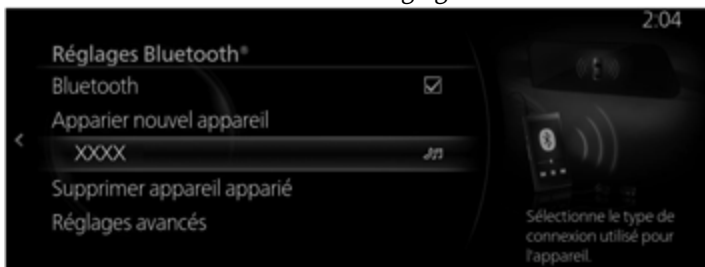 2:04
Réglages Bluetooth®
Bluetooth
Apparier nouvel appareil
XXXX
Supprimer appareil apparié
Réglages avancés
Sélectionne le type de
connexion utilisé pour
l'appareil.